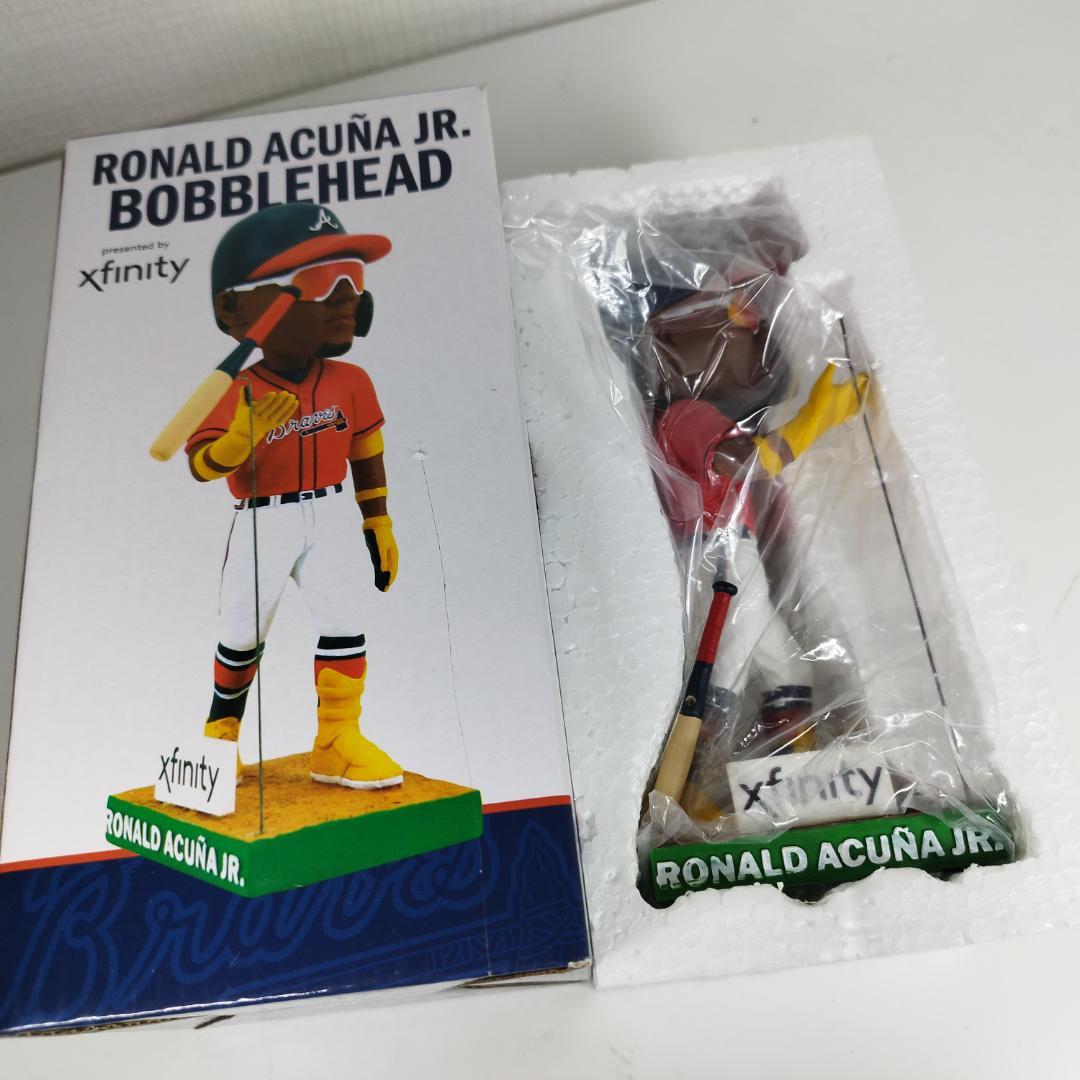 RONALD ACUÑA JR.
BOBBLEHEAD
presented by
xfinity
A
Braves
xfinity
RONALD ACUÑA JR.
Braves
xfinity
RONALD ACUÑA JR.